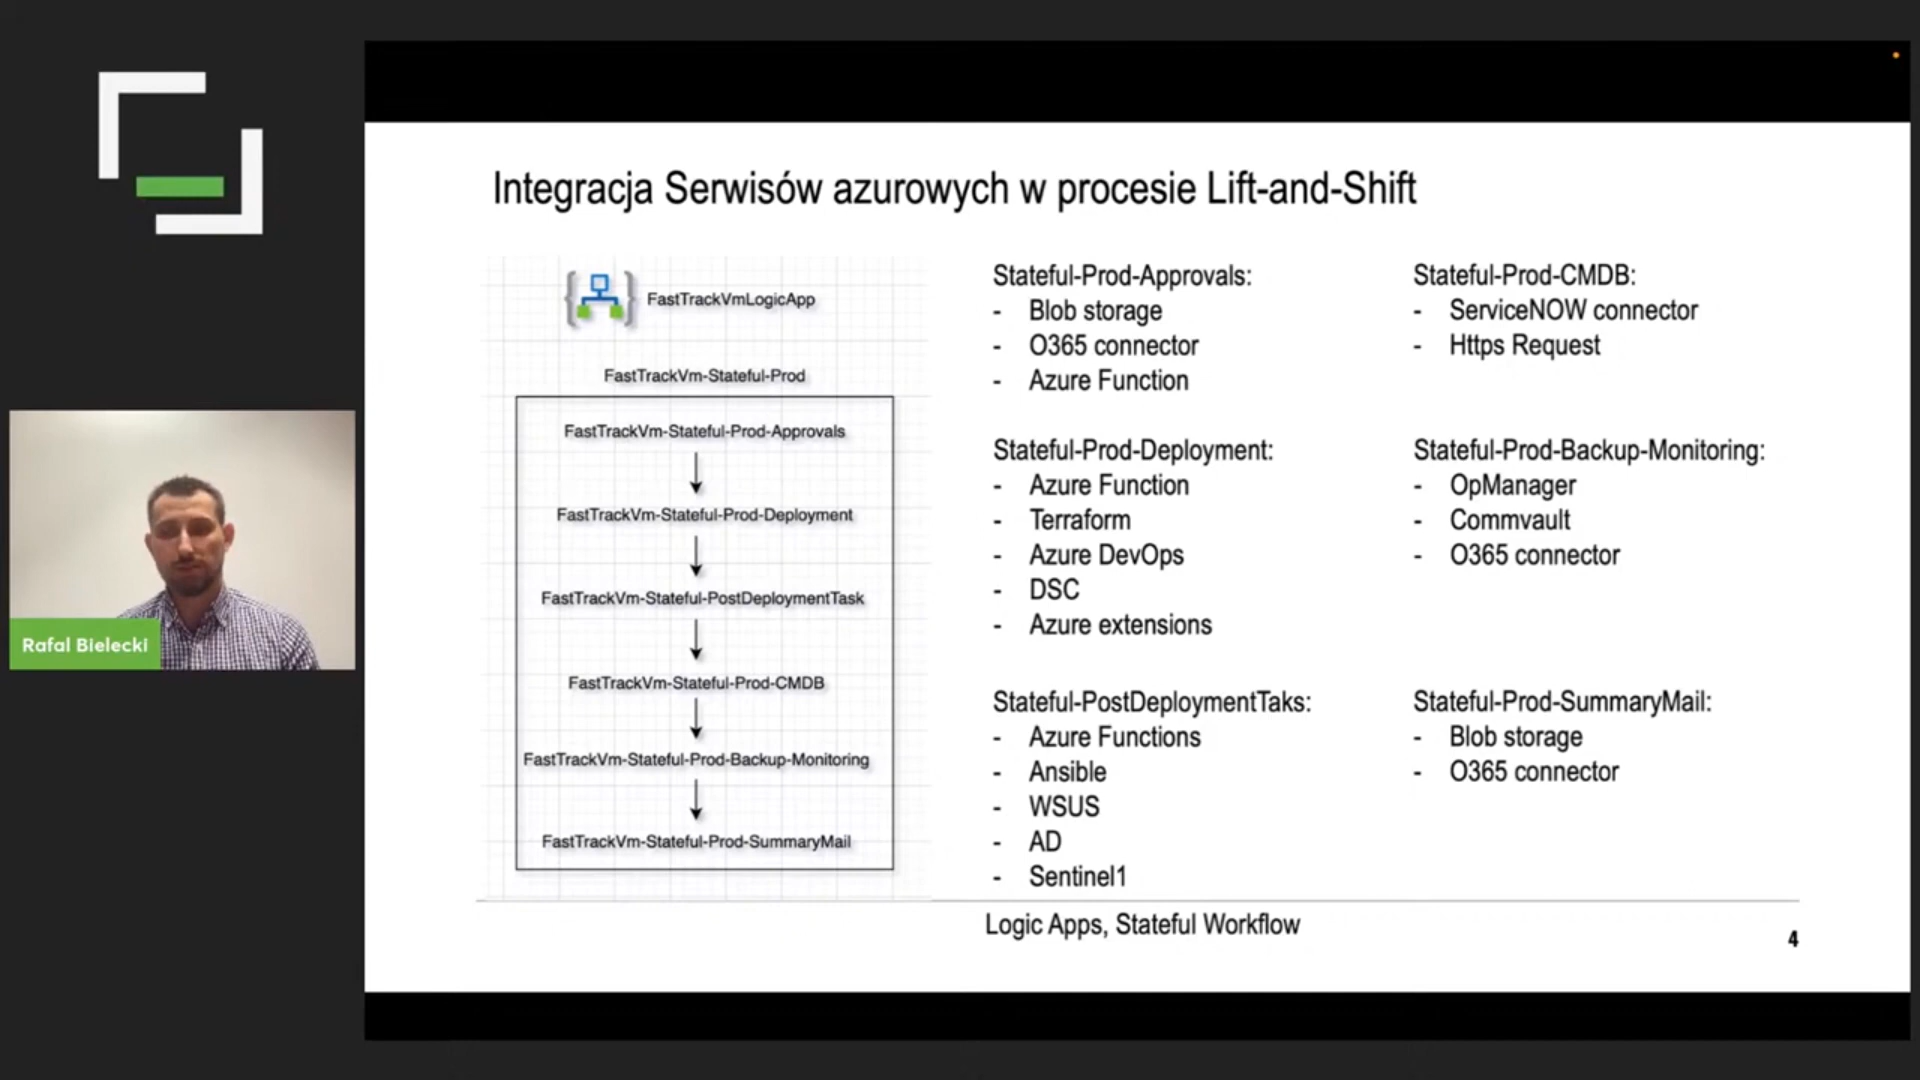 Integracja Serwisów azurowych w procesie Lift-and-Shift
FastTrackVmLogicApp
FastTrackVm-Stateful-Prod
FastTrackVm-Stateful-Prod-Approvals
FastTrackVm-Stateful-Prod-Deployment
FastTrackVm-Stateful-PostDeploymentTask
FastTrackVm-Stateful-Prod-CMDB
FastTrackVm-Stateful-Prod-Backup-Monitoring
FastTrackVm-Stateful-Prod-SummaryMail
Stateful-Prod-Approvals:
- Blob storage
- O365 connector
- Azure Function
Stateful-Prod-Deployment:
- Azure Function
- Terraform
- Azure DevOps
- DSC
- Azure extensions
Stateful-PostDeploymentTaks:
- Azure Functions
- Ansible
- WSUS
- AD
- Sentinel1
Stateful-Prod-CMDB:
- ServiceNOW connector
- Https Request
Stateful-Prod-Backup-Monitoring:
- OpManager
- Commvault
- O365 connector
Stateful-Prod-SummaryMail:
- Blob storage
- O365 connector
Logic Apps, Stateful Workflow
4
Rafal Bielecki